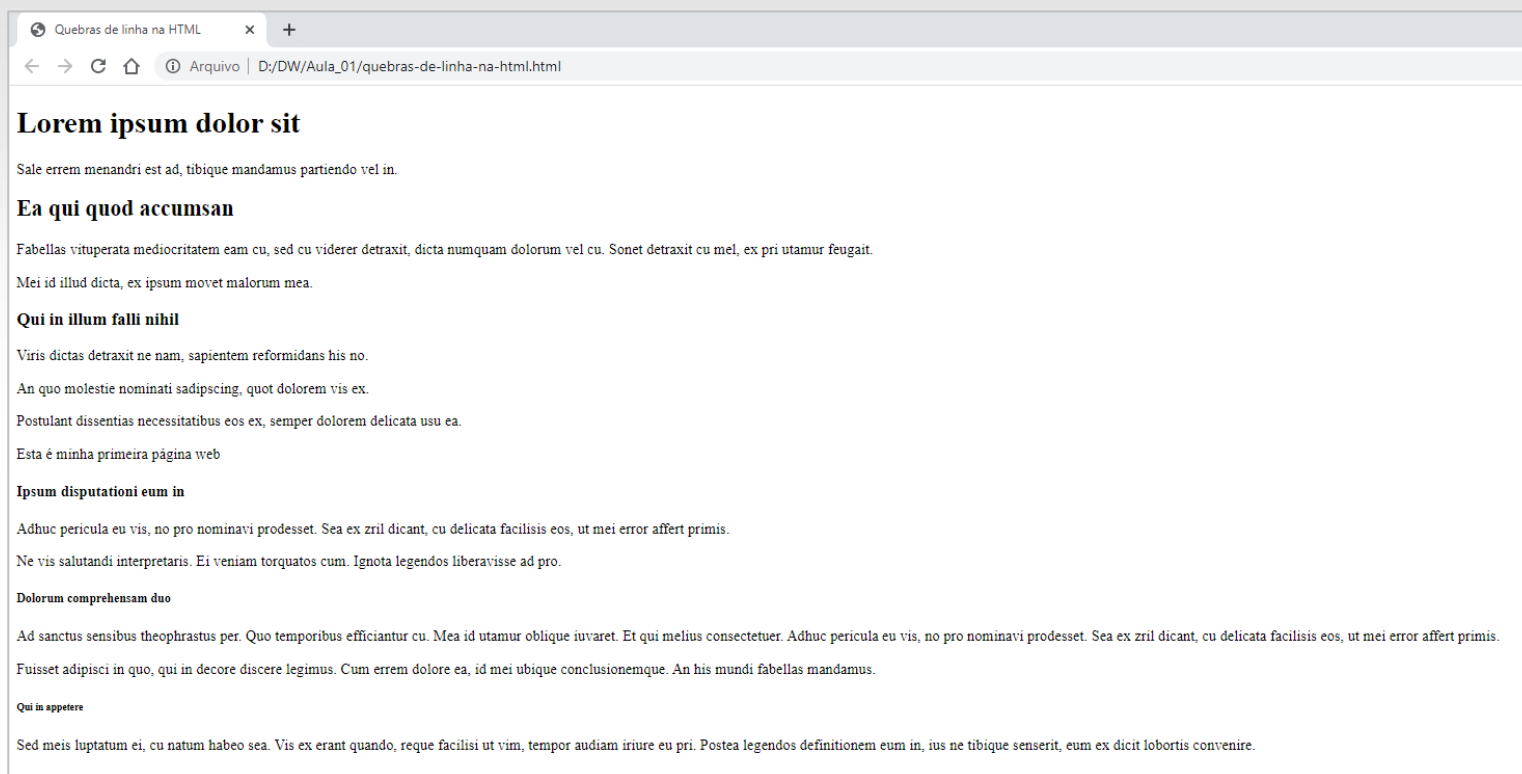 Quebras de linha na HTML
Arquivo | D:/DW/Aula_01/quebras-de-linha-na-html.html
Lorem ipsum dolor sit
Sale errem menandri est ad, tibique mandamus partiendo vel in.
Ea qui quod accumsan
Fabellas vituperata mediocritatem eam cu, sed cu viderer detraxit, dicta numquam dolorum vel cu. Sonet detraxit cu mel, ex pri utamur feugait.
Mei id illud dicta, ex ipsum movet malorum mea.
Qui in illum falli nihil
Viris dictas detraxit ne nam, sapientem reformidans his no.
An quo molestie nominati sadipscing, quot dolorem vis ex.
Postulant dissentias necessitatibus eos ex, semper dolorem delicata usu ea.
Esta é minha primeira página web
Ipsum disputationi eum in
Adhuc pericula eu vis, no pro nominavi prodesset. Sea ex zril dicant, cu delicata facilisis eos, ut mei error affert primis.
Ne vis salutandi interpretaris. Ei veniam torquatos cum. Ignota legendos liberavisse ad pro.
Dolorum comprehensam duo
Ad sanctus sensibus theophrastus per. Quo temporibus efficiantur cu. Mea id utamur oblique iuvaret. Et qui melius consectetuer. Adhuc pericula eu vis, no pro nominavi prodesset. Sea ex zril dicant, cu delicata facilisis eos, ut mei error affert primis.
Fuisset adipisci in quo, qui in decore discere legimus. Cum errem dolore ea, id mei ubique conclusionemque. An his mundi fabellas mandamus.
Qui in appetere
Sed meis luptatum ei, cu natum habeo sea. Vis ex erant quando, reque facilisi ut vim, tempor audiam iriure eu pri. Postea legendos definitionem eum in, ius ne tibique senserit, eum ex dicit lobortis convenire.